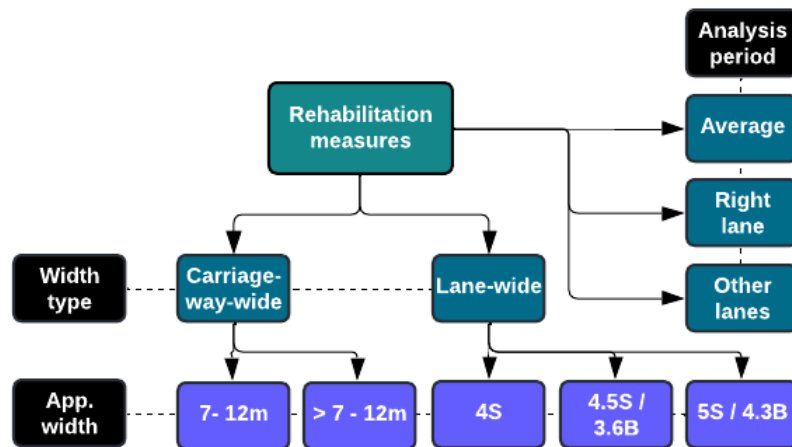 Analysis
period
Rehabilitation
measures
Average
Right
lane
Width
type
Carriage-
way-wide
Lane-wide
Other
lanes
App.
width
7- 12m
> 7 - 12m
4S
4.5S /
3.6B
5S / 4.3B